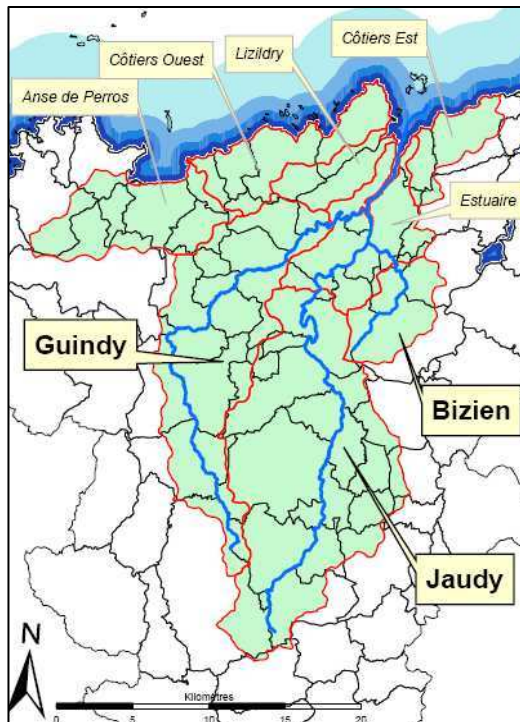 Côtiers Est
Lizildry
Côtiers Ouest
Anse de Perros
Estuaire
Guindy
Bizien
Jaudy
N
Kilomètres
0 5 10 15 20